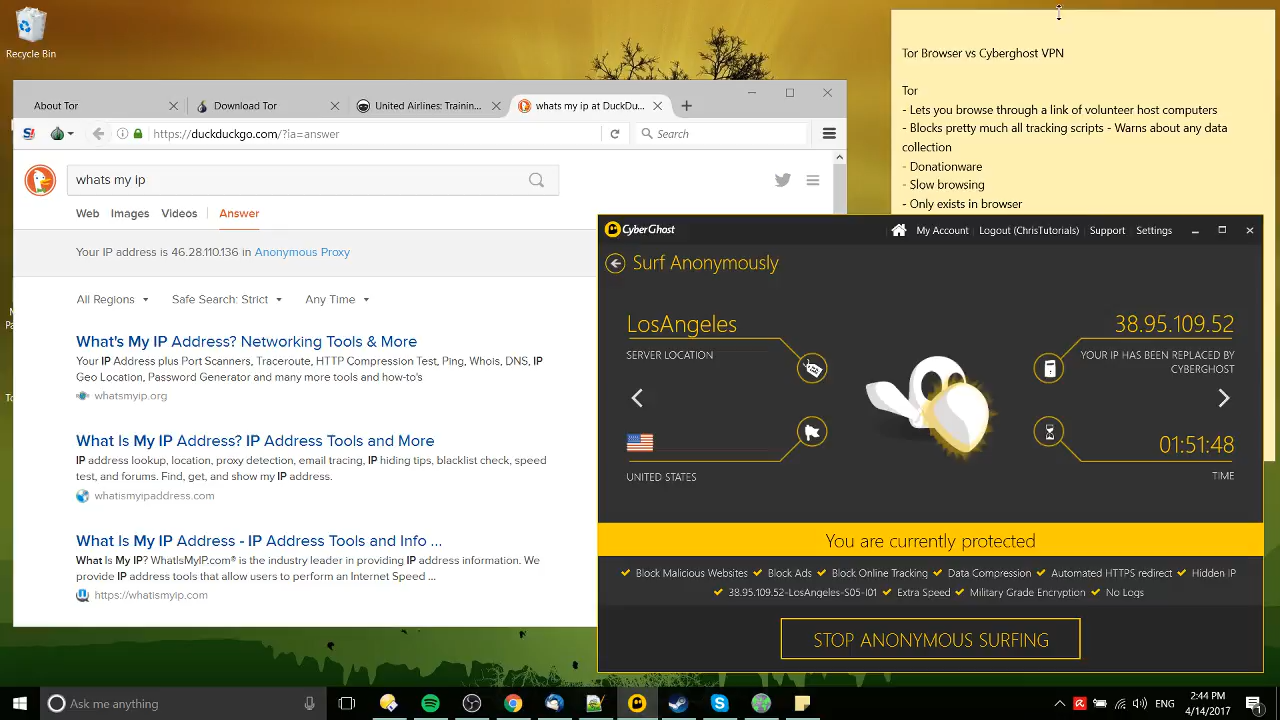 Recycle Bin
Tor Browser vs Cyberghost VPN
Tor
- Lets you browse through a link of volunteer host computers
- Blocks pretty much all tracking scripts - Warns about any data
collection
- Donationware
- Slow browsing
- Only exists in browser
About Tor
Download Tor
United Airlines: Trainin...
whats my ip at DuckDu...
https://duckduckgo.com/?ia=answer
Search
whats my ip
Web Images Videos Answer
Your IP address is 46.28.110.136 in Anonymous Proxy
All Regions Safe Search: Strict Any Time
What's My IP Address? Networking Tools & More
Your IP Address plus Port Scanners, Traceroute, HTTP Compression Test, Ping, Whois, DNS, IP
Geo Location, Password Generator and many more tools and how-to's
whatsmyip.org
What Is My IP Address? IP Address Tools and More
IP address lookup, location, proxy detection, email tracing, IP hiding tips, blacklist check, speed
test, and forums. Find, get, and show my IP address.
whatismyipaddress.com
What Is My IP Address - IP Address Tools and Info ...
What Is My IP? WhatIsMyIP.com® is the industry leader in providing IP address information. We
provide IP address tools that allow users to perform an Internet Speed ...
https://whatismyip.com
CyberGhost
My Account Logout (ChrisTutorials) Support Settings
Surf Anonymously
LosAngeles
SERVER LOCATION
38.95.109.52
YOUR IP HAS BEEN REPLACED BY
CYBERGHOST
UNITED STATES
01:51:48
TIME
You are currently protected
Block Malicious Websites Block Ads Block Online Tracking Data Compression Automated HTTPS redirect Hidden IP
38.95.109.52-LosAngeles-S05-I01 Extra Speed Military Grade Encryption No Logs
STOP ANONYMOUS SURFING
Ask me anything
ENG
2:44 PM
4/14/2017
1